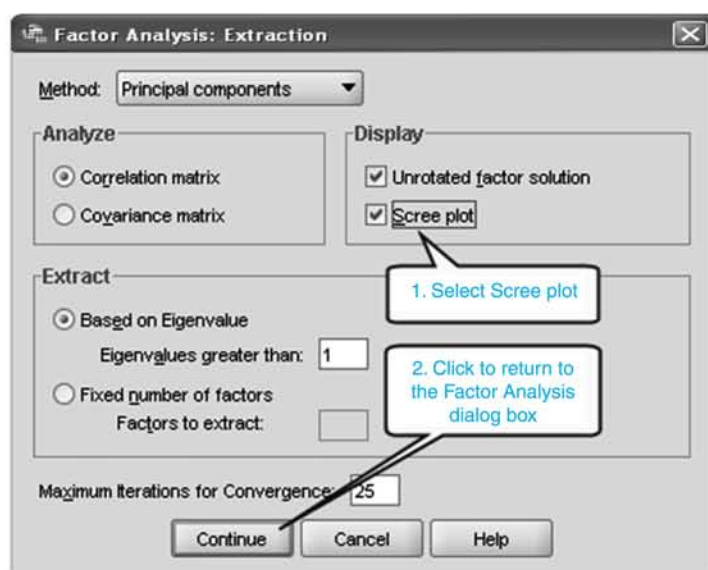 Factor Analysis: Extraction
Method: Principal components
Analyze
Correlation matrix
Covariance matrix
Display
Unrotated factor solution
Scree plot
1. Select Scree plot
Extract
Based on Eigenvalue
Eigenvalues greater than: 1
Fixed number of factors
Factors to extract:
2. Click to return to
the Factor Analysis
dialog box
Maximum Iterations for Convergence: 25
Continue Cancel Help